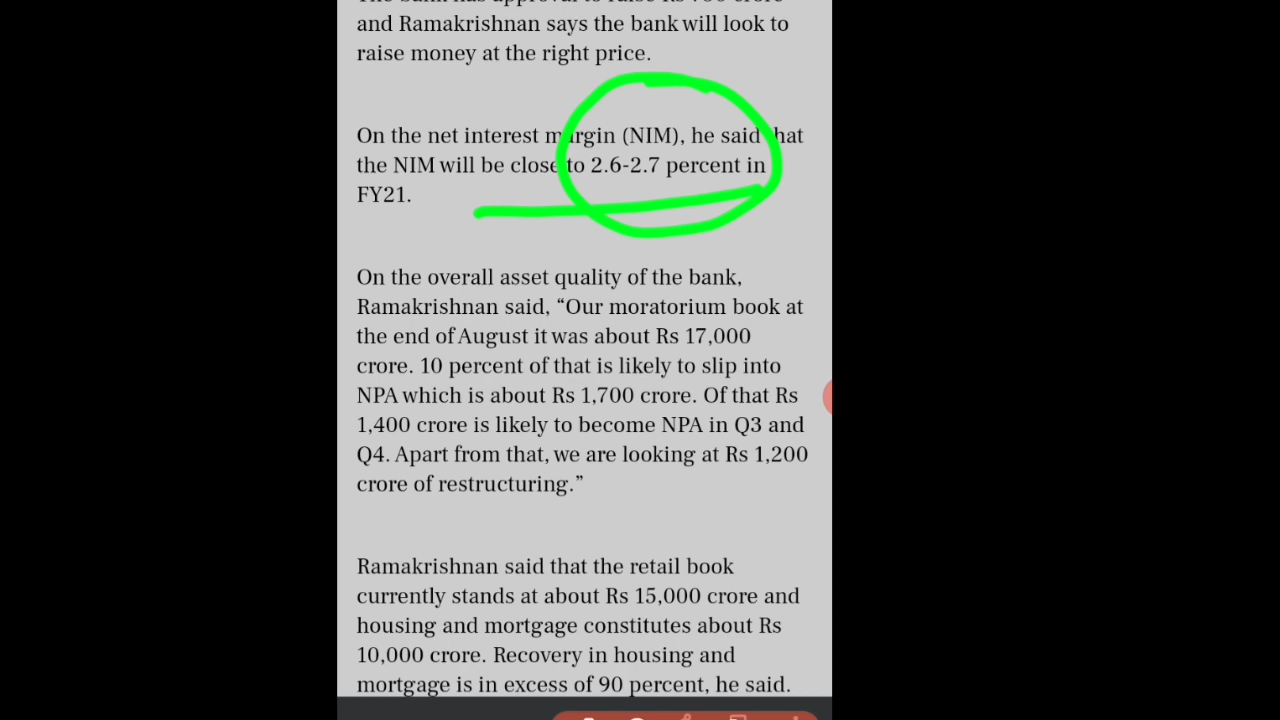 and Ramakrishnan says the bank will look to
raise money at the right price.
On the net interest margin (NIM), he said that
the NIM will be close to 2.6-2.7 percent in
FY21.
On the overall asset quality of the bank,
Ramakrishnan said, “Our moratorium book at
the end of August it was about Rs 17,000
crore. 10 percent of that is likely to slip into
NPA which is about Rs 1,700 crore. Of that Rs
1,400 crore is likely to become NPA in Q3 and
Q4. Apart from that, we are looking at Rs 1,200
crore of restructuring.”
Ramakrishnan said that the retail book
currently stands at about Rs 15,000 crore and
housing and mortgage constitutes about Rs
10,000 crore. Recovery in housing and
mortgage is in excess of 90 percent, he said.